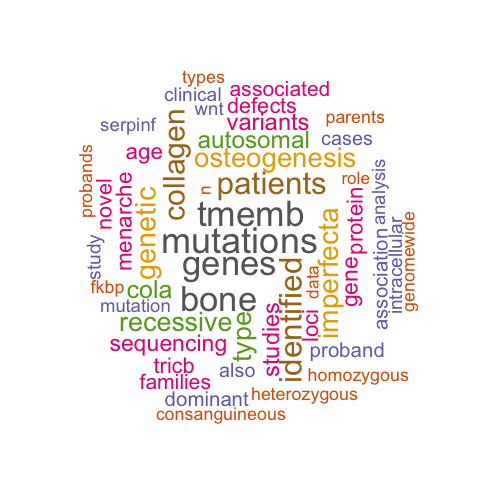 types
clinical
associated
wnt
defects
serpinf
collagen
variants
parents
autosomal
cases
age
osteogenesis
probands
novel
menarche
genetic
patients
role
n
tmemb
protein
analysis
mutations
imperfecta
study
genes
gene
association
intracellular
genomewide
fkbp
cola
bone
identified
data
mutation
recessive
type
studies
loci
sequencing
proband
tricb
also
families
homozygous
dominant
heterozygous
consanguineous